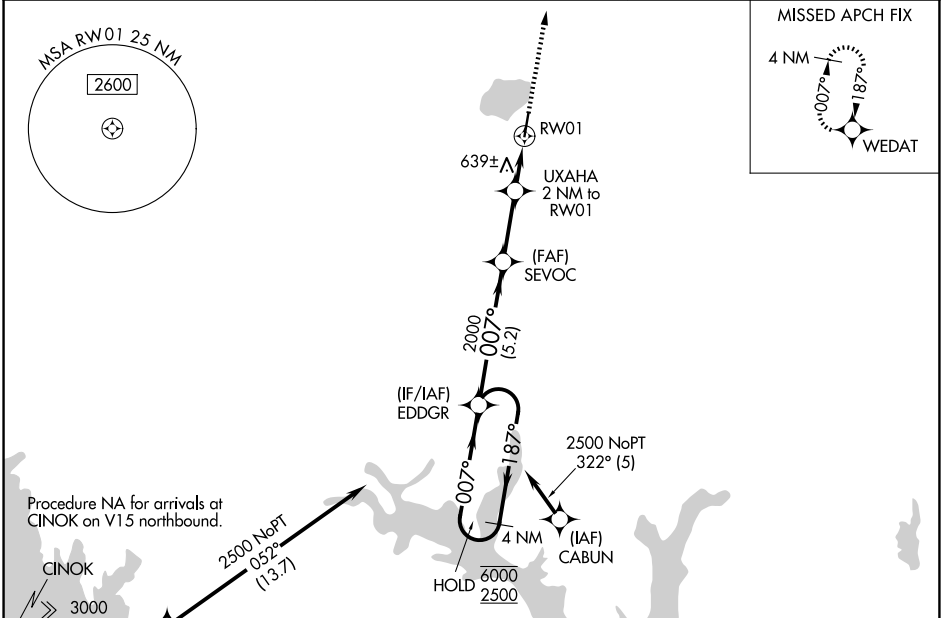 MSA RW01 25 NM
2600
MISSED APCH FIX
4 NM
007°
187°
WEDAT
RW01
639±
UXAHA
2 NM to
RW01
(FAF)
SEVOC
2000
007°
(5.2)
(IF/IAF)
EDDGR
187°
007°
2500 NoPT
322° (5)
4 NM
(IAF)
CABUN
HOLD
6000
2500
Procedure NA for arrivals at
CINOK on V15 northbound.
2500 NoPT
052°
(13.7)
CINOK
3000